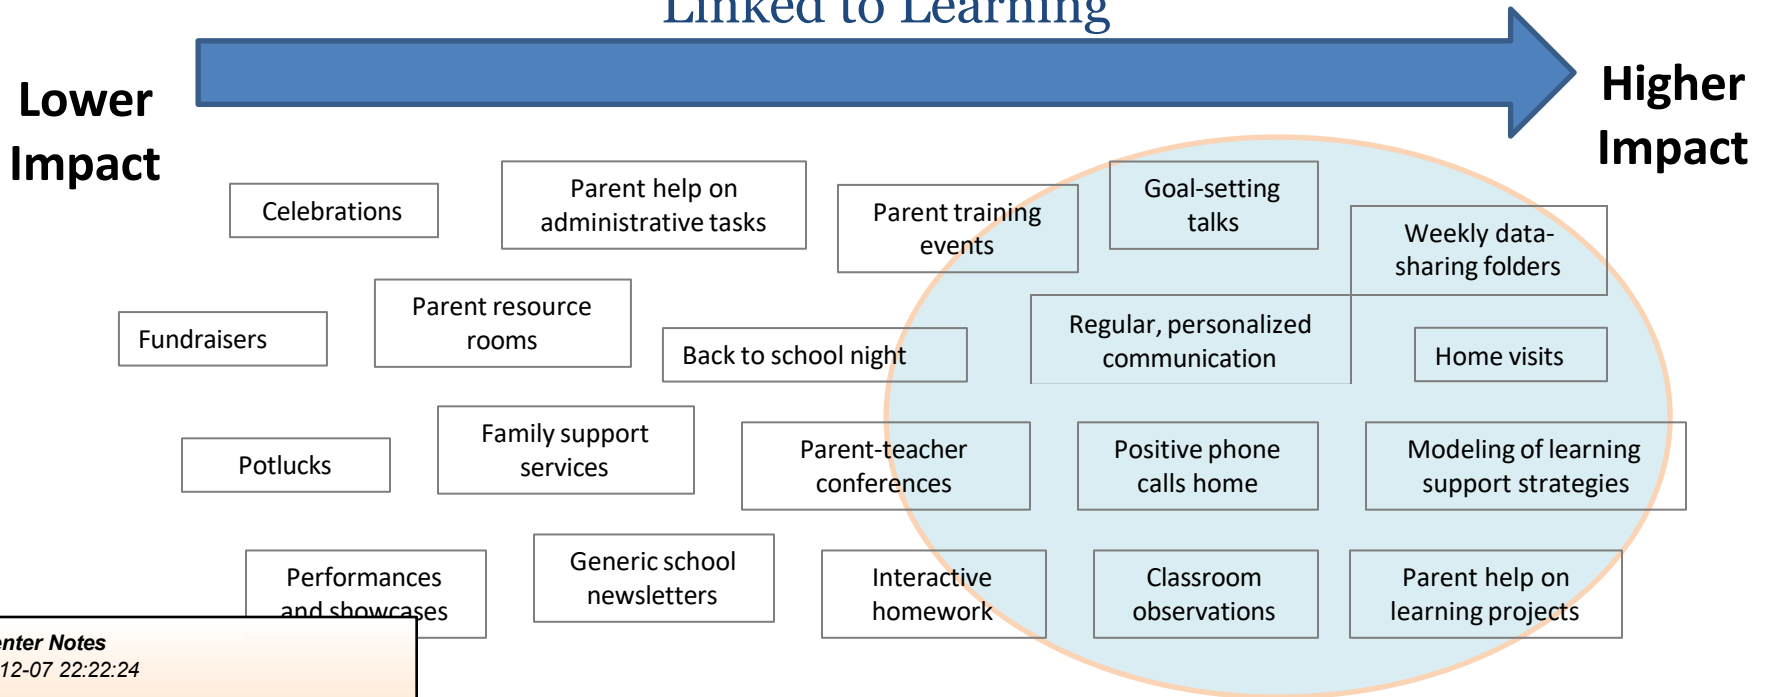 Linked to Learning
Lower
Impact
Higher
Impact
Celebrations
Parent help on
administrative tasks
Parent training
events
Goal-setting
talks
Weekly data-
sharing folders
Fundraisers
Parent resource
rooms
Back to school night
Regular, personalized
communication
Home visits
Potlucks
Family support
services
Parent-teacher
conferences
Positive phone
calls home
Modeling of learning
support strategies
Performances
and showcases
Generic school
newsletters
Interactive
homework
Classroom
observations
Parent help on
learning projects
Notes
12-07 22:22:24